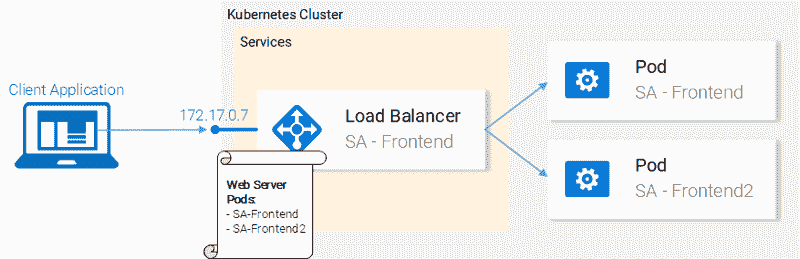 Kubernetes Cluster
Services
Client Application
172.17.0.7
Load Balancer
SA - Frontend
Web Server
Pods:
- SA-Frontend
- SA-Frontend2
Pod
SA - Frontend
Pod
SA - Frontend2